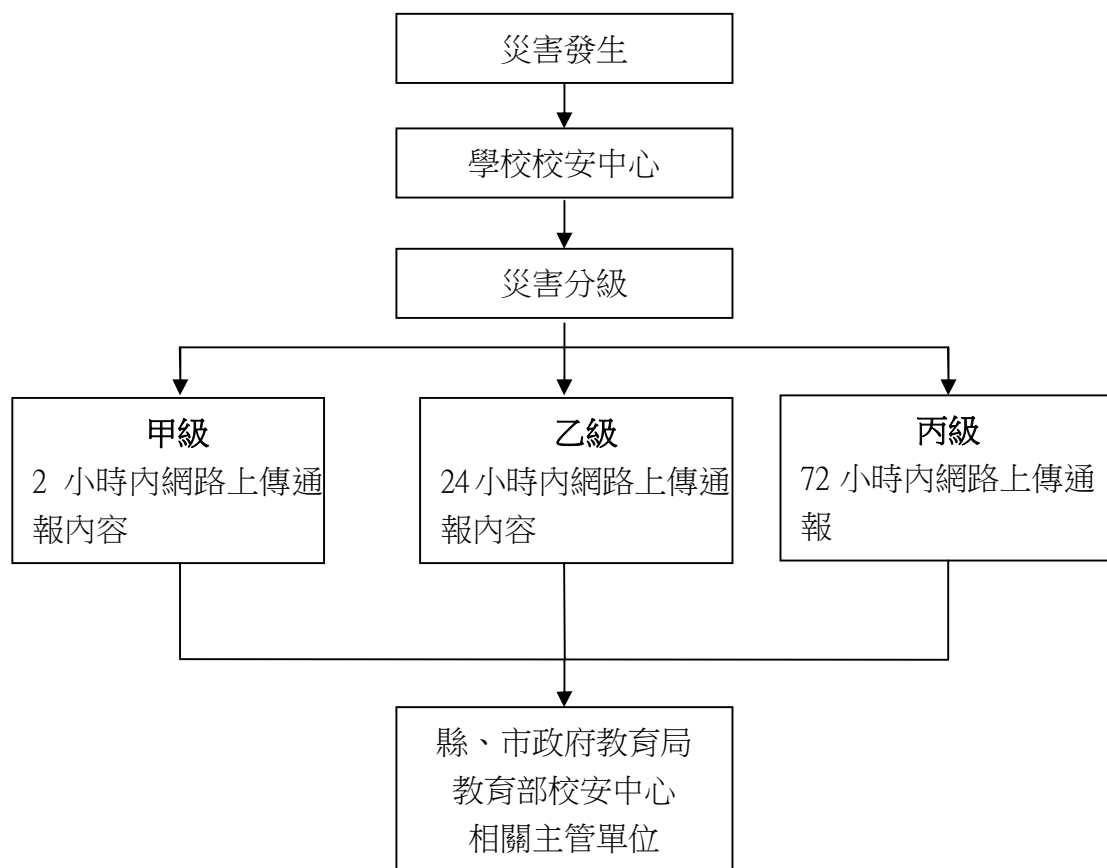 災害發生
學校校安中心
災害分級
甲級
2 小時內網路上傳通
報內容
乙級
24小時內網路上傳通
報內容
丙級
72 小時內網路上傳通
報
縣、市政府教育局
教育部校安中心
相關主管單位